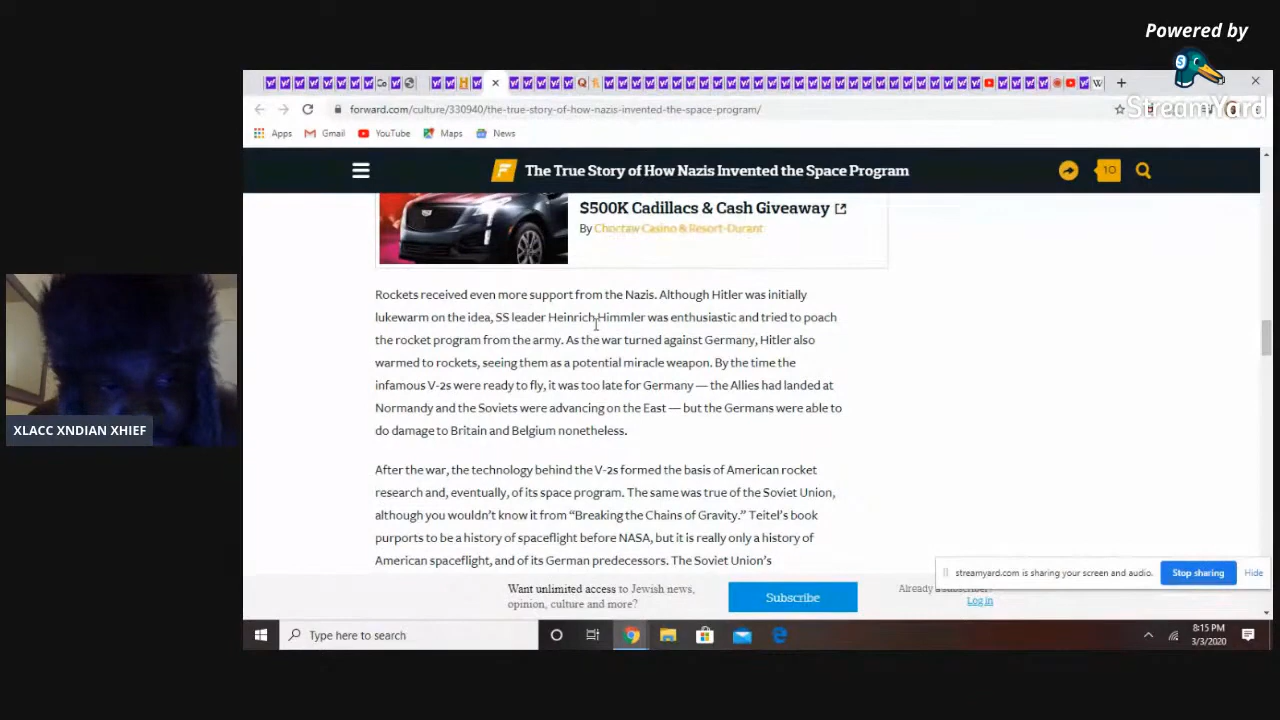 Powered by
StreamYard
forward.com/culture/330940/the-true-story-of-how-nazis-invented-the-space-program/
Apps Gmail YouTube Maps News
The True Story of How Nazis Invented the Space Program
10
$500K Cadillacs & Cash Giveaway
By Choctaw Casino & Resort-Durant
Rockets received even more support from the Nazis. Although Hitler was initially
lukewarm on the idea, SS leader Heinrich Himmler was enthusiastic and tried to poach
the rocket program from the army. As the war turned against Germany, Hitler also
warmed to rockets, seeing them as a potential miracle weapon. By the time the
infamous V-2s were ready to fly, it was too late for Germany — the Allies had landed at
Normandy and the Soviets were advancing on the East — but the Germans were able to
do damage to Britain and Belgium nonetheless.
After the war, the technology behind the V-2s formed the basis of American rocket
research and, eventually, of its space program. The same was true of the Soviet Union,
although you wouldn't know it from “Breaking the Chains of Gravity.” Teitel's book
purports to be a history of spaceflight before NASA, but it is really only a history of
American spaceflight, and of its German predecessors. The Soviet Union's
XLACC XNDIAN XHIEF
streamyard.com is sharing your screen and audio.
Stop sharing
Hide
Want unlimited access to Jewish news,
opinion, culture and more?
Subscribe
Already a
Log in
Type here to search
8:15 PM
3/3/2020